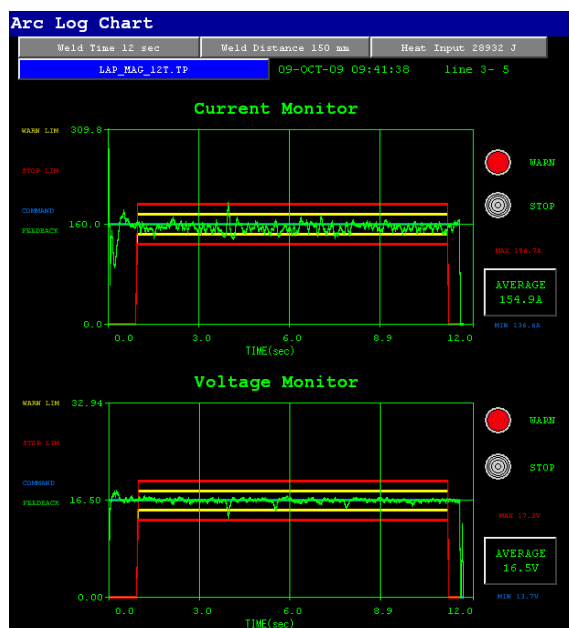 Arc Log Chart
Weld Time 12 sec Weld Distance 150 mm Heat Input 28932 J
LAP_MAG_12T.TP 09-OCT-09 09:41:38 line 3- 5
Current Monitor
WARN LIM 309.8
WARN
STOP LIM
STOP
COMMAND
160.0
FEEDBACK
MAX 196.7A
AVERAGE
154.9A
0.0 MIN 136.6A
0.0 3.0 6.0 8.9 12.0
TIME(sec)
Voltage Monitor
WARN LIM 32.94
WARN
STOP LIM
STOP
COMMAND
FEEDBACK 16.50
MAX 17.2V
AVERAGE
16.5V
0.00 MIN 13.7V
0.0 3.0 6.0 8.9 12.0
TIME(sec)